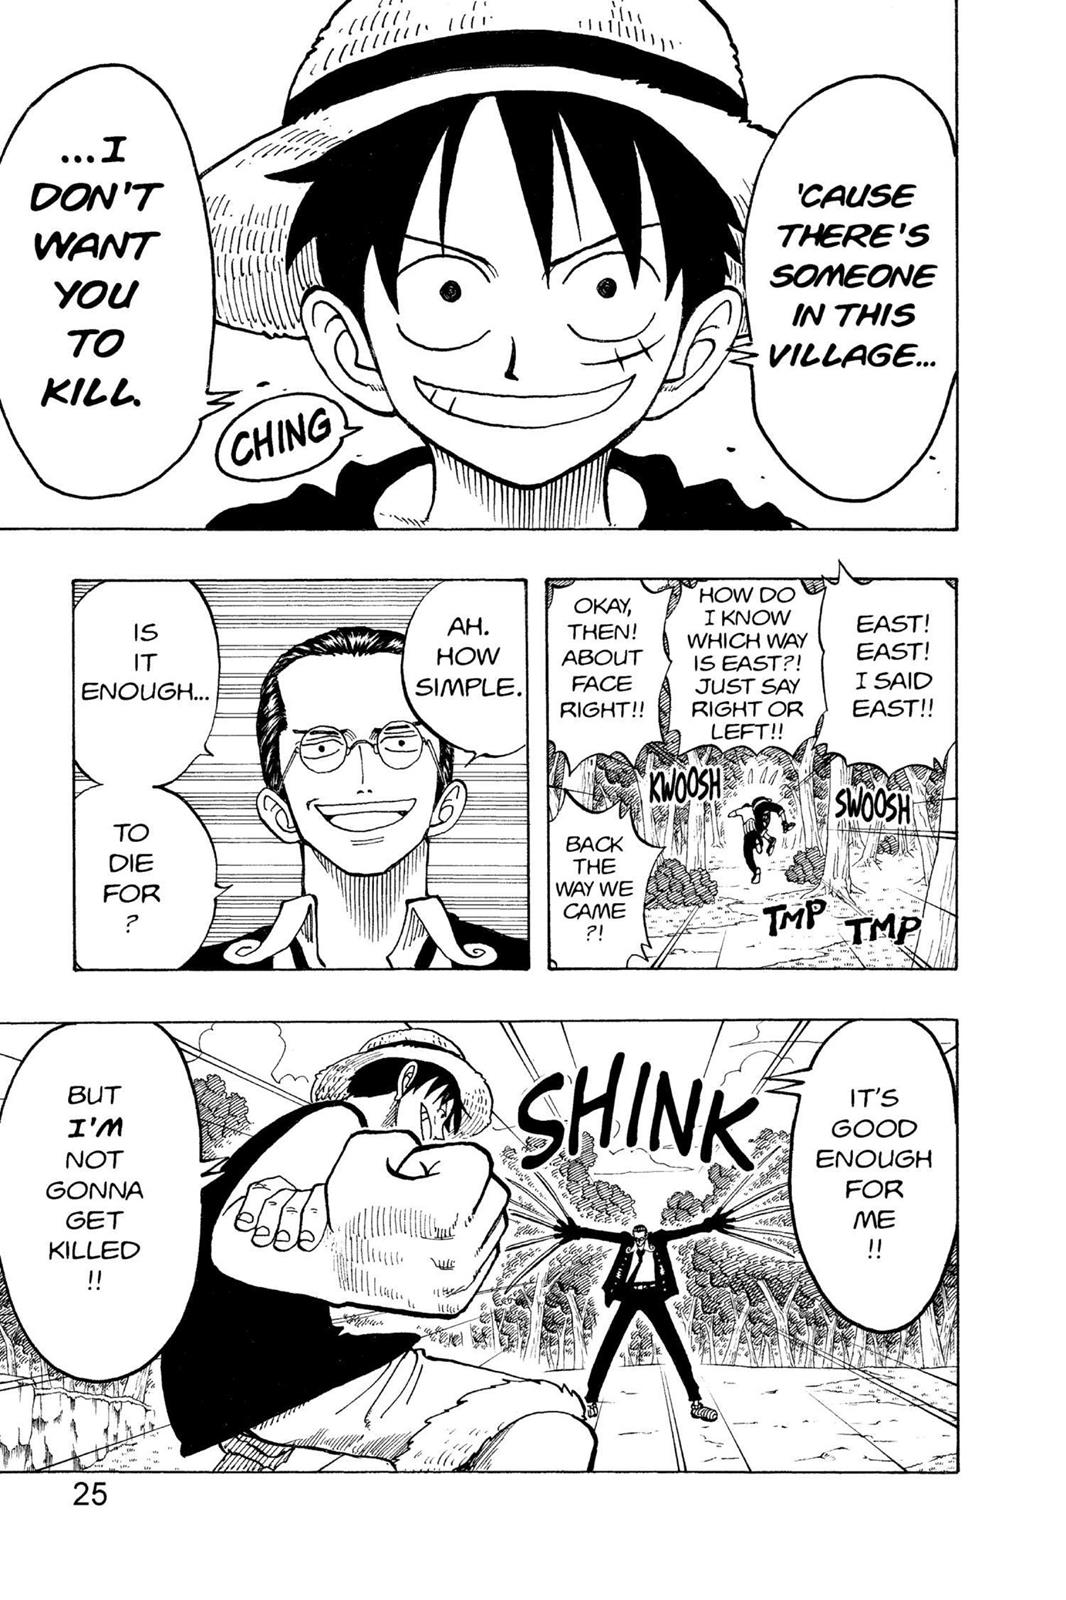 'CAUSE
THERE'S
SOMEONE
IN THIS
VILLAGE...
...I
DON'T
WANT
YOU
TO
KILL.
CHING
EAST!
EAST!
I SAID
EAST!!
HOW DO
I KNOW
WHICH WAY
IS EAST?!
JUST SAY
RIGHT OR
LEFT!!
OKAY,
THEN!
ABOUT
FACE
RIGHT!!
KWOOSH
SWOOSH
BACK
THE
WAY WE
CAME
?!
TMP
TMP
AH.
HOW
SIMPLE.
IS
IT
ENOUGH...
TO
DIE
FOR
?
IT'S
GOOD
ENOUGH
FOR
ME
!!
SHINK
BUT
I'M
NOT
GONNA
GET
KILLED
!!
25